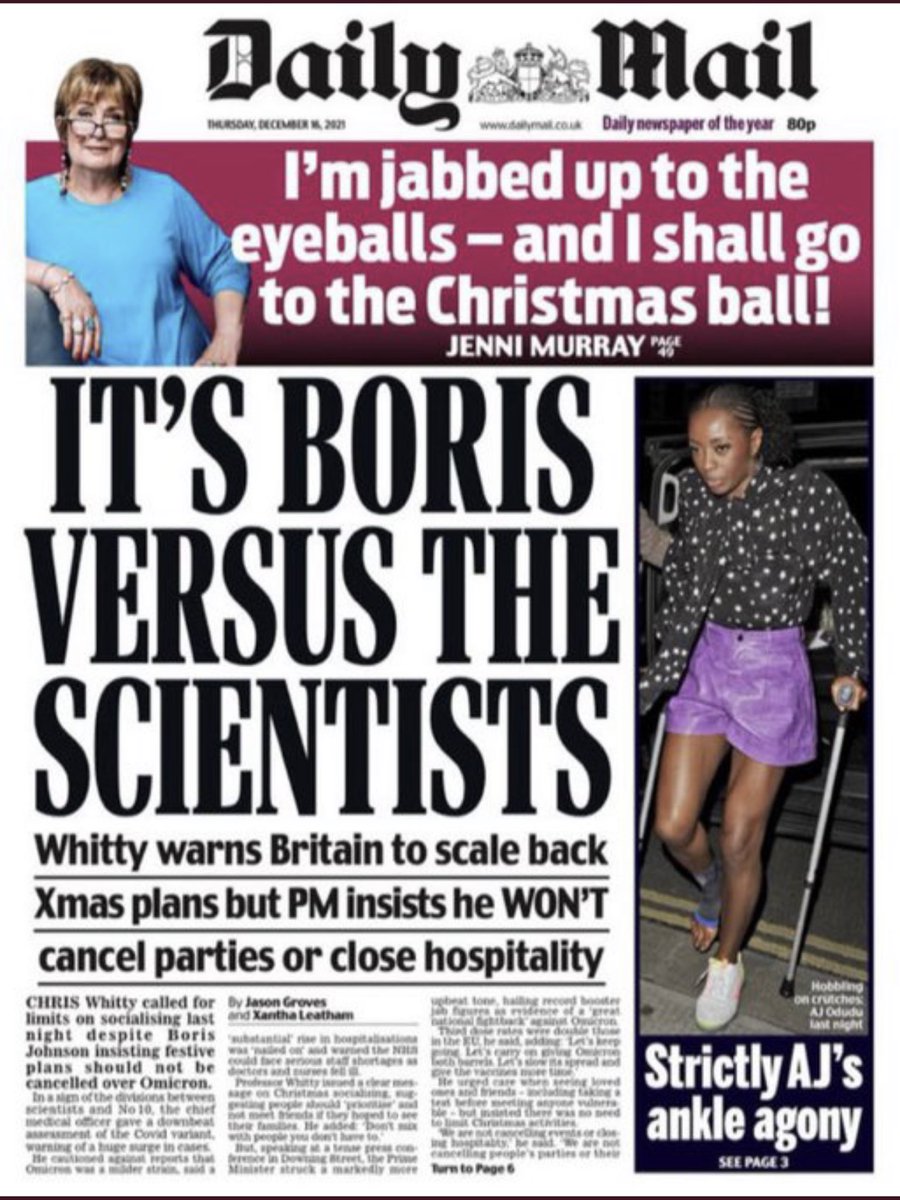 Daily Mail
THURSDAY, DECEMBER 16, 2021
www.dailymail.co.uk
Daily newspaper of the year 80p
I'm jabbed up to the
eyeballs – and I shall go
to the Christmas ball!
JENNI MURRAY PAGE 49
IT'S BORIS
VERSUS THE
SCIENTISTS
Whitty warns Britain to scale back
Xmas plans but PM insists he WON'T
cancel parties or close hospitality
CHRIS Whitty called for
limits on socialising last
night despite Boris
Johnson insisting festive
plans should not be
cancelled over Omicron.
In a sign of the divisions between
scientists and No10, the chief
medical officer gave a downbeat
assessment of the Covid variant,
warning of a huge surge in cases.
He cautioned against reports that
Omicron was a milder strain, said a
By Jason Groves
and Xantha Leatham
'substantial' rise in hospitalisations
was 'nailed on' and warned the NHS
could face serious staff shortages as
doctors and nurses fell ill.
Professor Whitty issued a clear mes-
sage on Christmas socialising, sug-
gesting people should 'prioritise' and
not meet friends if they hoped to see
their families. He added: 'Don't mix
with people you don't have to.'
But, speaking at a tense press con-
ference in Downing Street, the Prime
Minister struck a markedly more
upbeat tone, hailing record booster
jab figures as evidence of a 'great
national fightback' against Omicron.
Third dose rates were double those
in the EU, he said, adding: 'Let's keep
going. Let's carry on giving Omicron
both barrels. Let's slow its spread and
give the vaccines more time.'
He urged care when seeing loved
ones and friends – including taking a
test before meeting anyone vulnera-
ble – but insisted there was no need
to limit Christmas activities.
'We are not cancelling events or clos-
ing hospitality,' he said. 'We are not
cancelling people's parties or their
Turn to Page 6
Hobbling
on crutches:
AJ Odudu
last night
Strictly AJ's
ankle agony
SEE PAGE 3